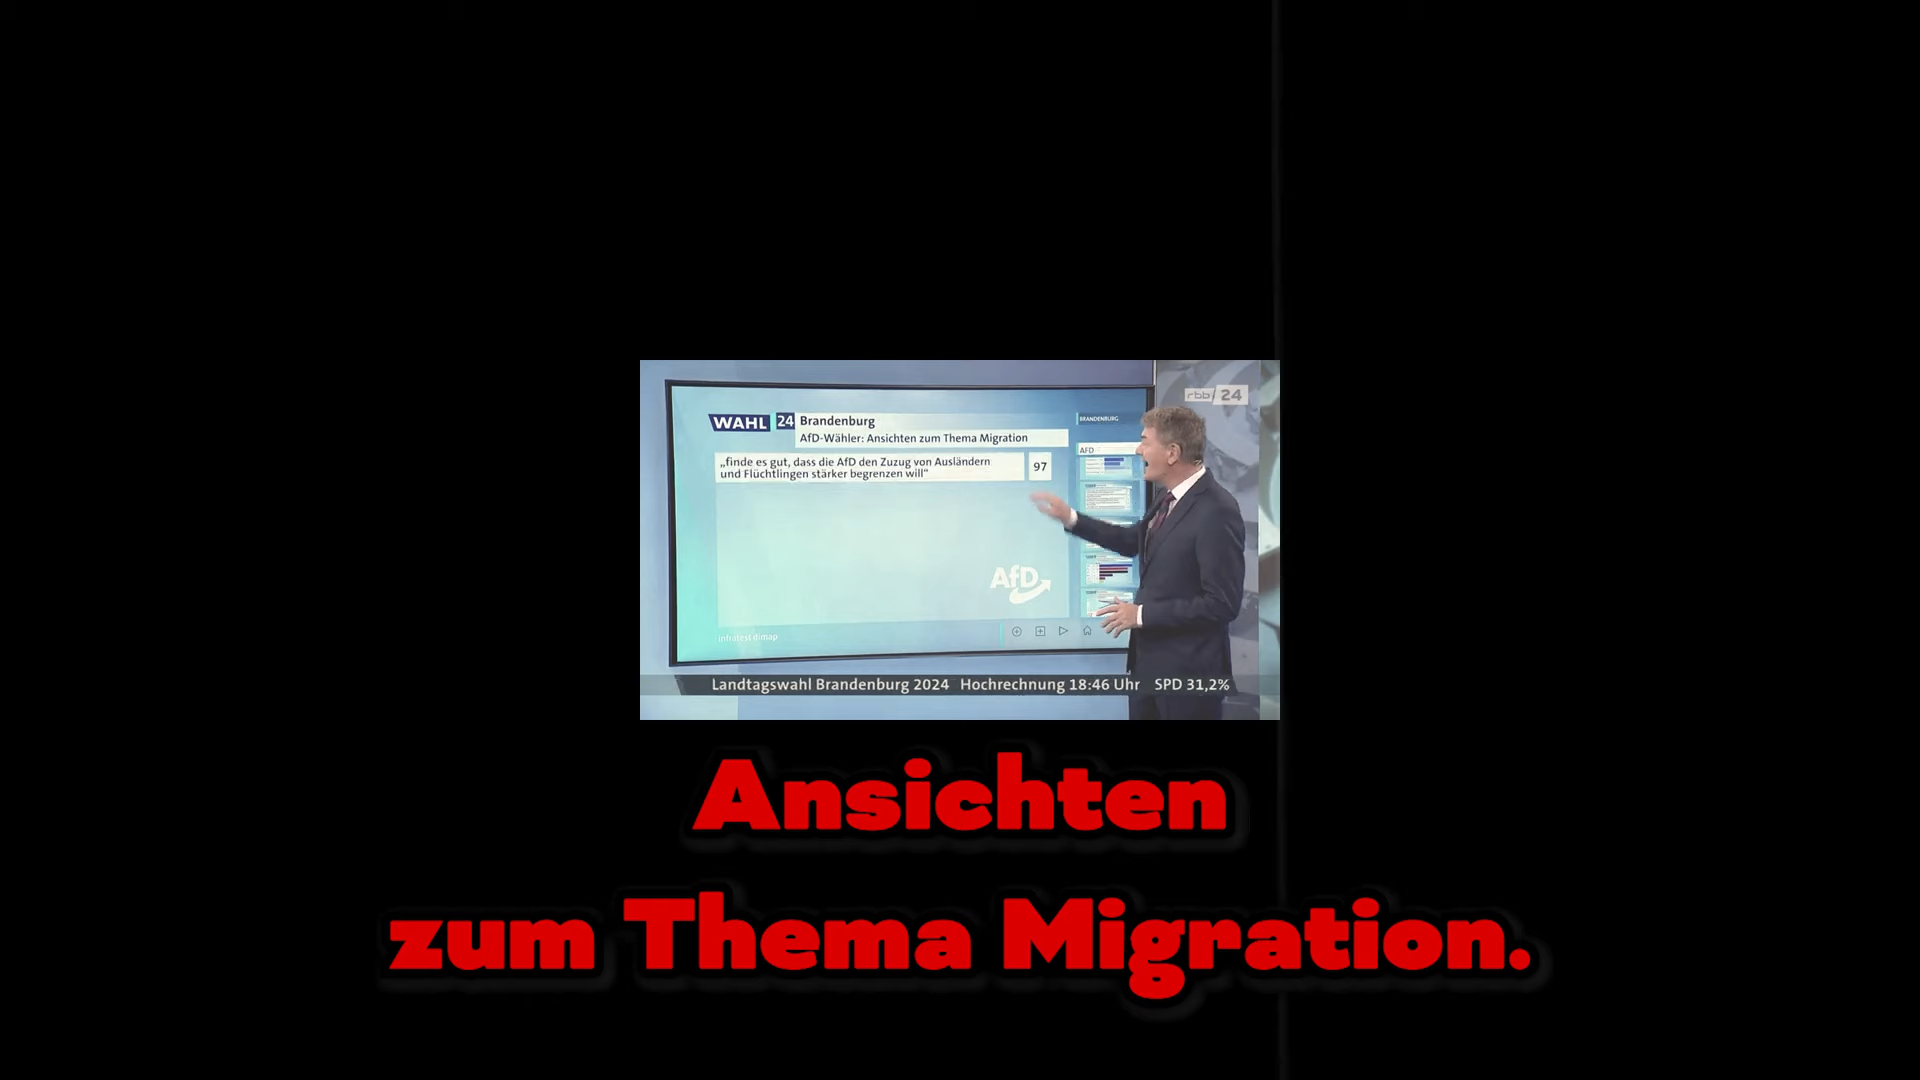 rbb 24
WAHL 24 Brandenburg
AfD-Wähler: Ansichten zum Thema Migration
„finde es gut, dass die AfD den Zuzug von Ausländern
und Flüchtlingen stärker begrenzen will“
97
BRANDENBURG
AFD
AfD
infratest dimap
Landtagswahl Brandenburg 2024 Hochrechnung 18:46 Uhr SPD 31,2%
Ansichten
zum Thema Migration.